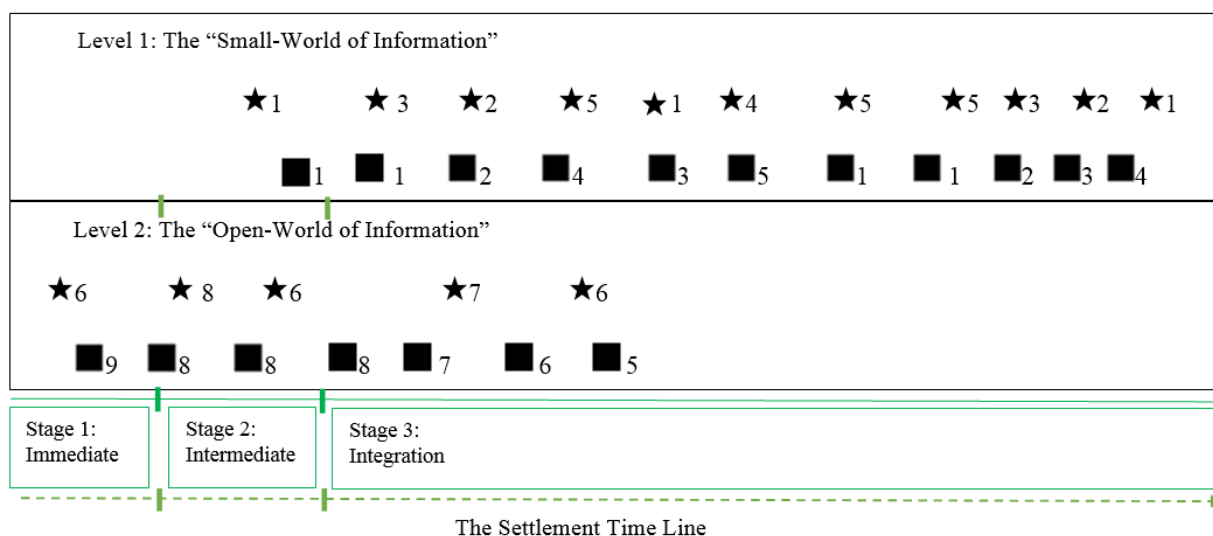 Level 1: The “Small-World of Information”
★1 ★3 ★2 ★5 ★1 ★4 ★5 ★5 ★3 ★2 ★1
■1 ■1 ■2 ■4 ■3 ■5 ■1 ■1 ■2 ■3 ■4
Level 2: The “Open-World of Information”
★6 ★8 ★6 ★7 ★6
■9 ■8 ■8 ■8 ■7 ■6 ■5
Stage 1:
Immediate
Stage 2:
Intermediate
Stage 3:
Integration
The Settlement Time Line